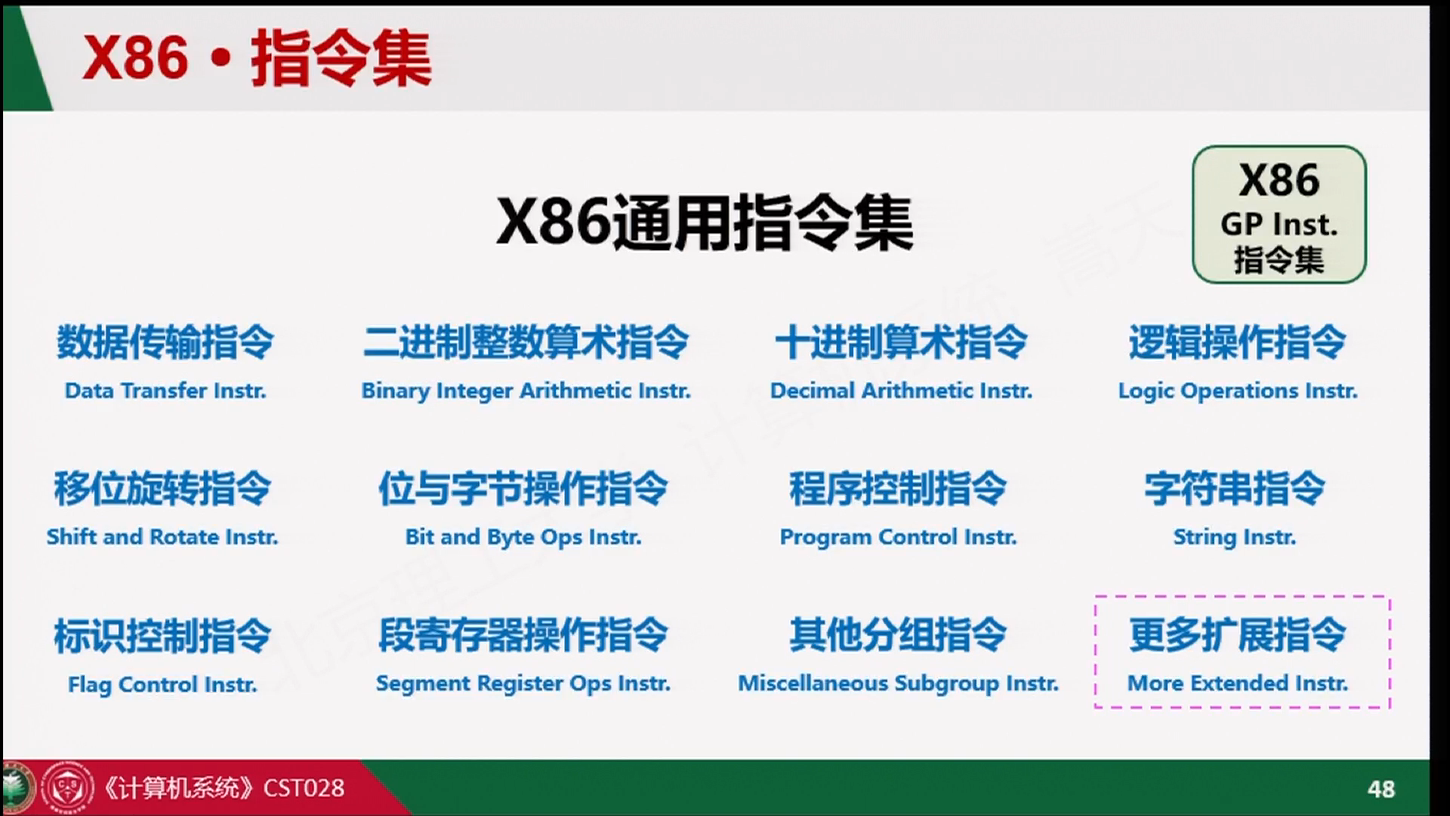 X86 • 指令集
X86
GP Inst.
指令集
X86通用指令集
数据传输指令
Data Transfer Instr.
二进制整数算术指令
Binary Integer Arithmetic Instr.
十进制算术指令
Decimal Arithmetic Instr.
逻辑操作指令
Logic Operations Instr.
移位旋转指令
Shift and Rotate Instr.
位与字节操作指令
Bit and Byte Ops Instr.
程序控制指令
Program Control Instr.
字符串指令
String Instr.
标识控制指令
Flag Control Instr.
段寄存器操作指令
Segment Register Ops Instr.
其他分组指令
Miscellaneous Subgroup Instr.
更多扩展指令
More Extended Instr.
《计算机系统》CST028
48